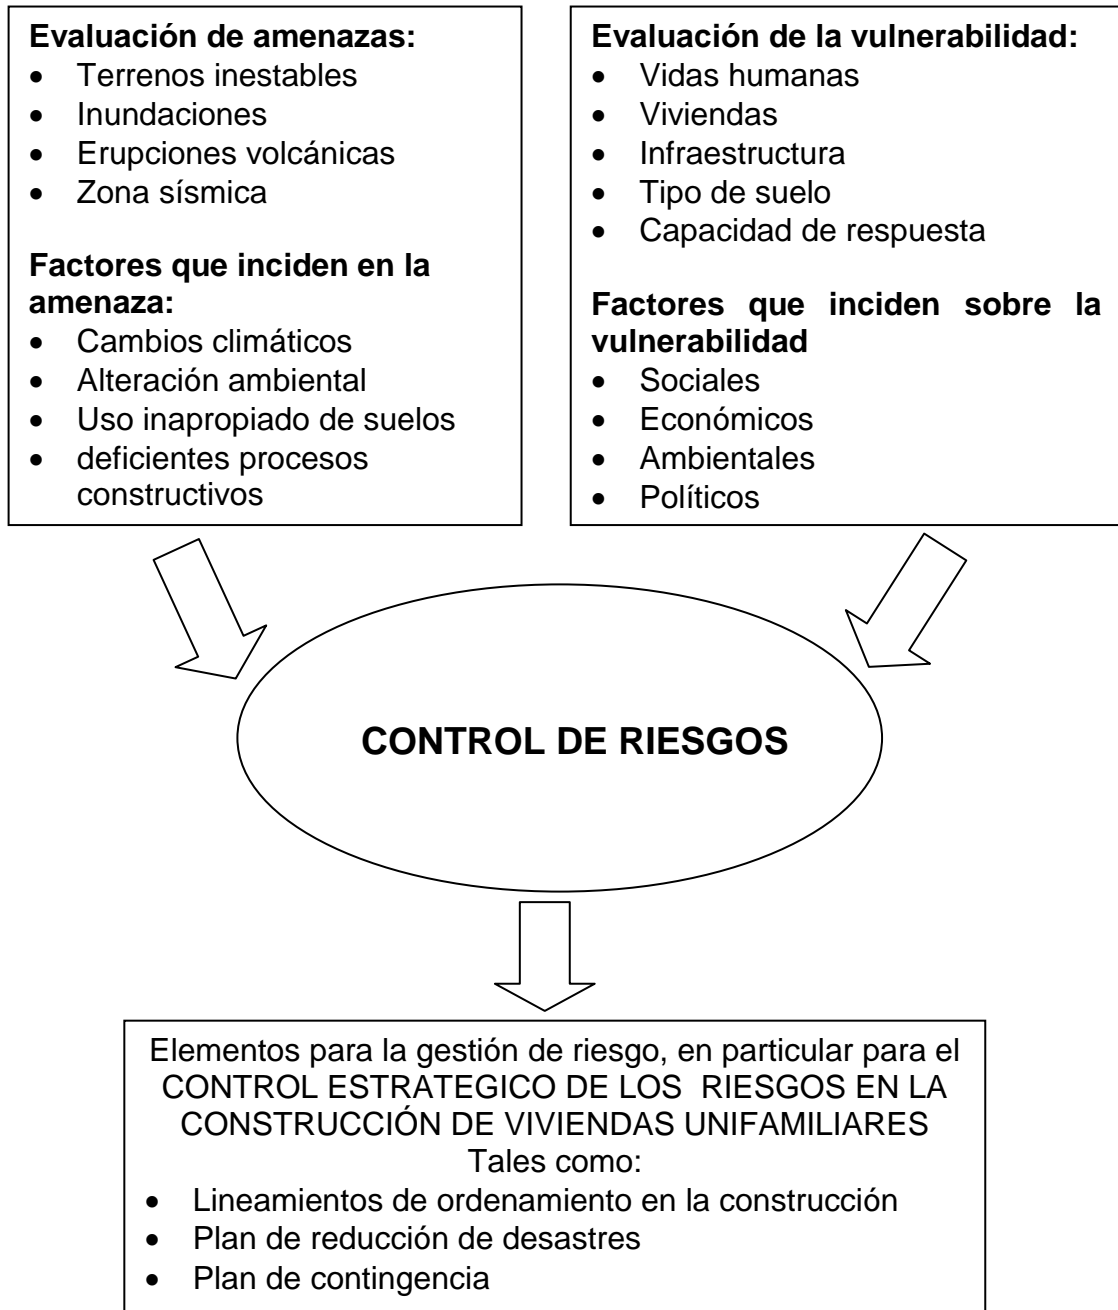 Evaluación de amenazas:
• Terrenos inestables
• Inundaciones
• Erupciones volcánicas
• Zona sísmica
Factores que inciden en la
amenaza:
• Cambios climáticos
• Alteración ambiental
• Uso inapropiado de suelos
• deficientes procesos
constructivos
Evaluación de la vulnerabilidad:
• Vidas humanas
• Viviendas
• Infraestructura
• Tipo de suelo
• Capacidad de respuesta
Factores que inciden sobre la
vulnerabilidad
• Sociales
• Económicos
• Ambientales
• Políticos
CONTROL DE RIESGOS
Elementos para la gestión de riesgo, en particular para el
CONTROL ESTRATEGICO DE LOS RIESGOS EN LA
CONSTRUCCIÓN DE VIVIENDAS UNIFAMILIARES
Tales como:
• Lineamientos de ordenamiento en la construcción
• Plan de reducción de desastres
• Plan de contingencia